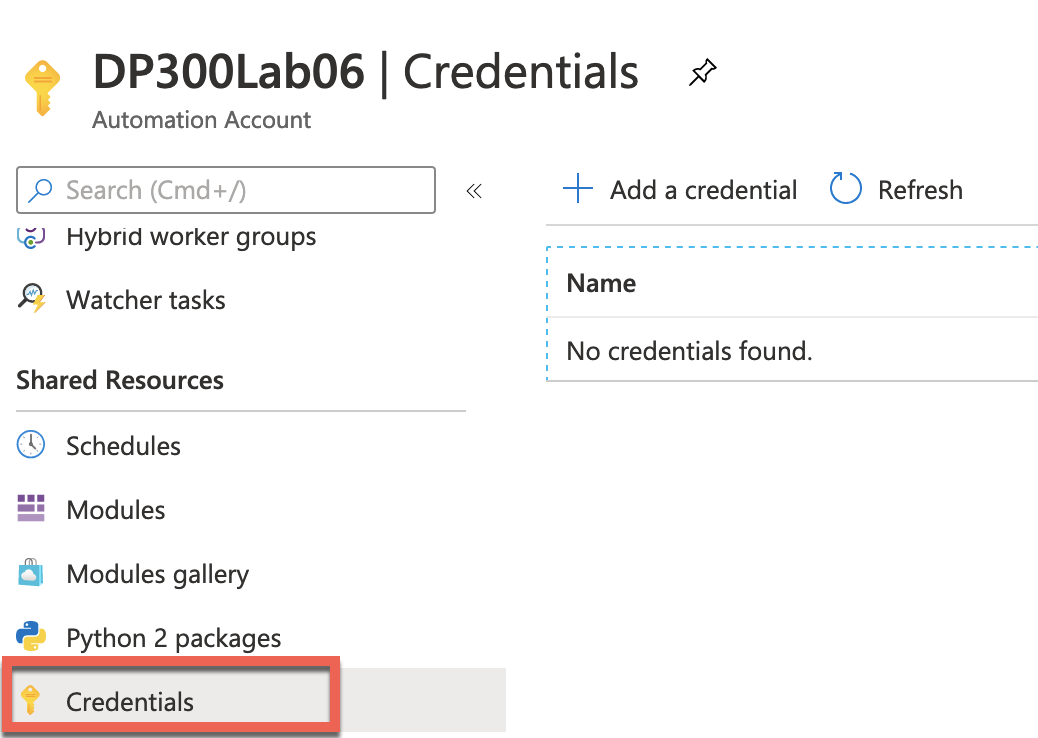 DP300Lab06 | Credentials
Automation Account
Search (Cmd+/)
«
Hybrid worker groups
Watcher tasks
Shared Resources
Schedules
Modules
Modules gallery
Python 2 packages
Credentials
Add a credential
Refresh
Name
No credentials found.